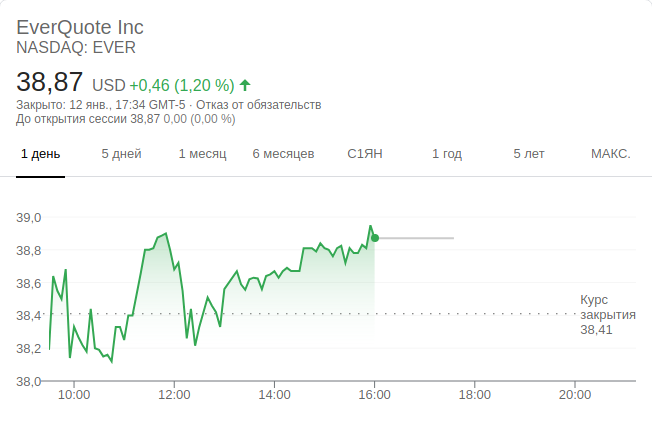 EverQuote Inc
NASDAQ: EVER
38,87 USD +0,46 (1,20 %)
Закрыто: 12 янв., 17:34 GMT-5 · Отказ от обязательств
До открытия сессии 38,87 0,00 (0,00 %)
1 день 5 дней 1 месяц 6 месяцев С1ЯН 1 год 5 лет МАКС.
39,0
38,8
38,6
38,4
38,2
38,0
Курс
закрытия
38,41
10:00 12:00 14:00 16:00 18:00 20:00